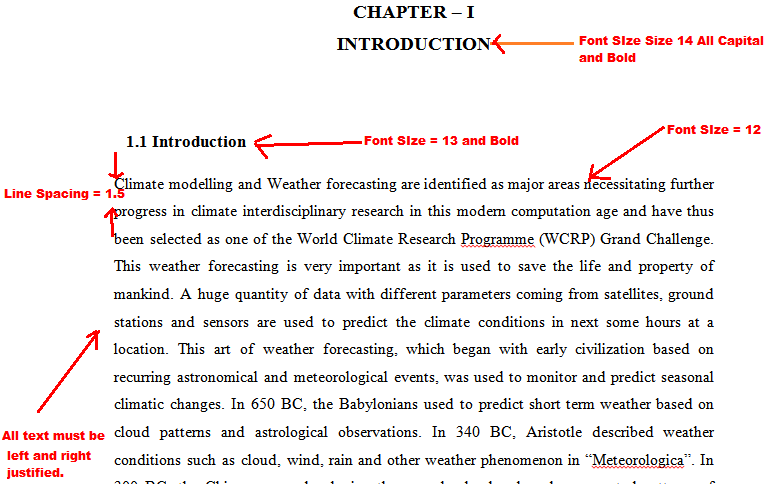 CHAPTER – I
INTRODUCTION
Font SIze Size 14 All Capital
and Bold
1.1 Introduction
Font SIze = 13 and Bold
Font SIze = 12
Line Spacing = 1.5
Climate modelling and Weather forecasting are identified as major areas necessitating further
progress in climate interdisciplinary research in this modern computation age and have thus
been selected as one of the World Climate Research Programme (WCRP) Grand Challenge.
This weather forecasting is very important as it is used to save the life and property of
mankind. A huge quantity of data with different parameters coming from satellites, ground
stations and sensors are used to predict the climate conditions in next some hours at a
location. This art of weather forecasting, which began with early civilization based on
recurring astronomical and meteorological events, was used to monitor and predict seasonal
climatic changes. In 650 BC, the Babylonians used to predict short term weather based on
cloud patterns and astrological observations. In 340 BC, Aristotle described weather
conditions such as cloud, wind, rain and other weather phenomenon in “Meteorologica”. In
All text must be
left and right
justified.